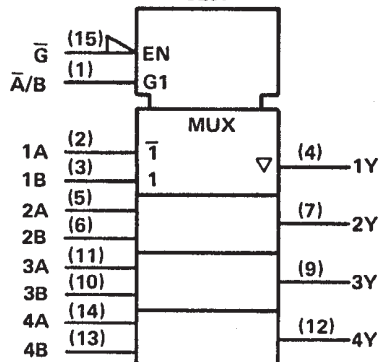 G̅ (15) EN
A̅/B (1) G1
MUX
1A (2) 1̅ (4) 1Y
1B (3) 1 ▽
2A (5) (7) 2Y
2B (6)
3A (11) (9) 3Y
3B (10)
4A (14) (12) 4Y
4B (13)